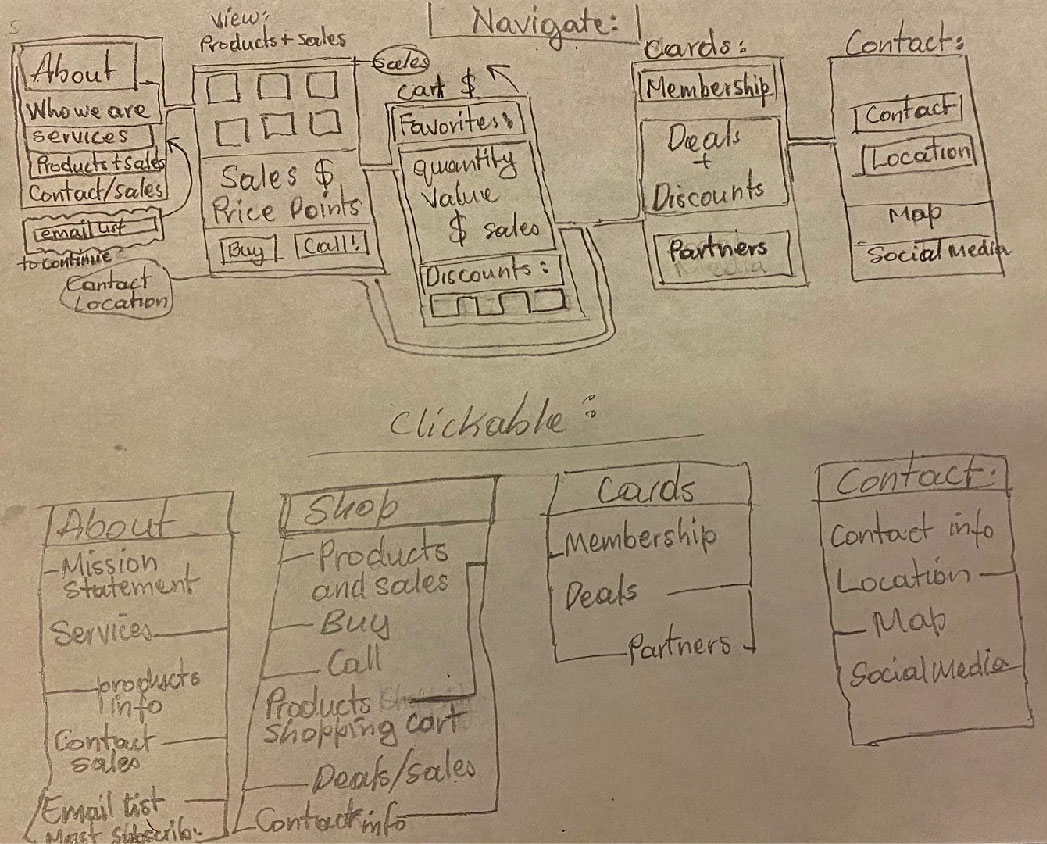 S
Navigate:
About
Who we are
services
Products + sales
Contact/sales
email list
to continue
Contact
Location
View:
Products + sales
Sales $
Price Points
Buy
Call!
Sales
Cart $
Favorites:
quantity
Value
$ sales
Discounts:
Cards:
Membership
Deals
+
Discounts
Partners
Contact:
Contact
Location
Map
Social Media
Clickable:
About
-Mission
Statement
Services
products
info
Contact
sales
Email list
Must subscribe
Shop
Products
and sales
Buy
Call
Products
shopping cart
Deals/sales
Contact info
Cards
Membership
Deals
Partners
Contact:
Contact info
Location
Map
Social Media